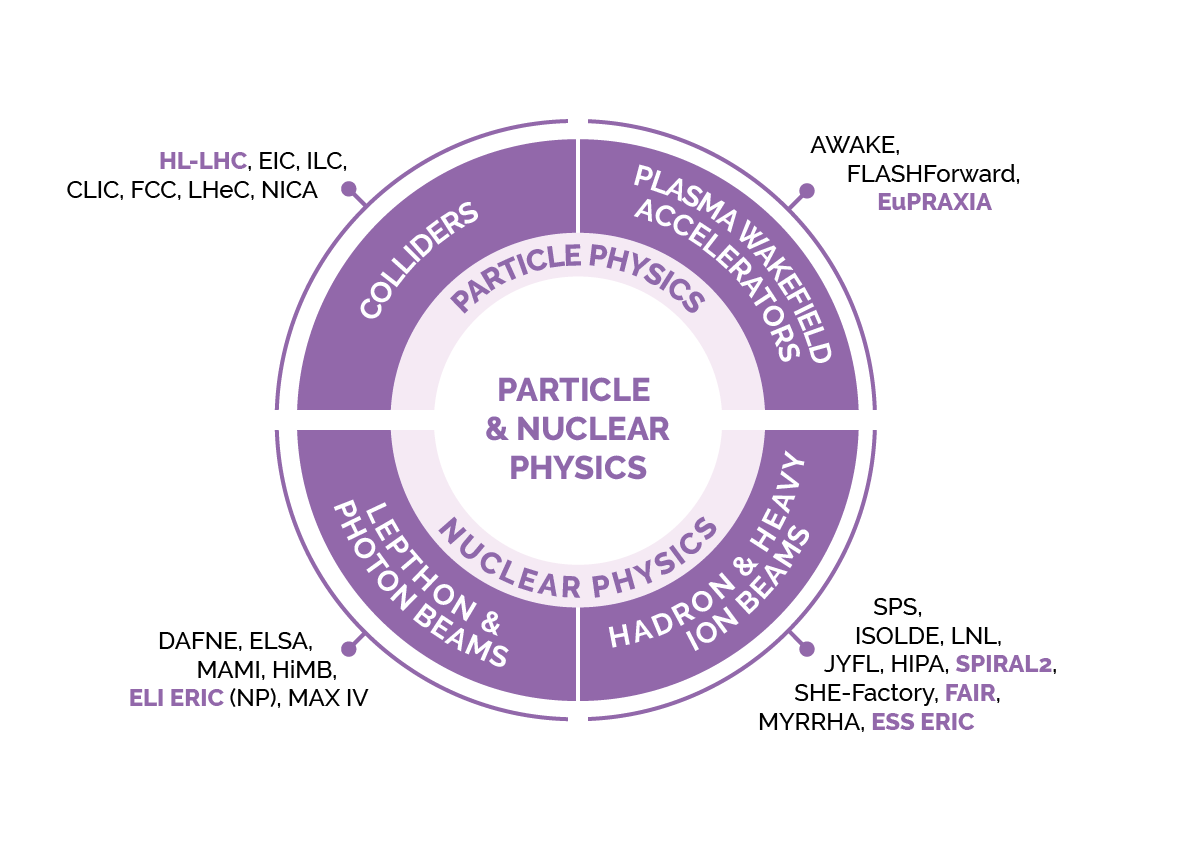 HL-LHC, EIC, ILC,
CLIC, FCC, LHeC, NICA
AWAKE,
FLASHForward,
EuPRAXIA
COLLIDERS
PLASMA WAKEFIELD
ACCELERATORS
PARTICLE PHYSICS
PARTICLE
& NUCLEAR
PHYSICS
NUCLEAR PHYSICS
LEPTHON &
PHOTON BEAMS
HADRON & HEAVY
ION BEAMS
DAFNE, ELSA,
MAMI, HiMB,
ELI ERIC (NP), MAX IV
SPS,
ISOLDE, LNL,
JYFL, HIPA, SPIRAL2,
SHE-Factory, FAIR,
MYRRHA, ESS ERIC